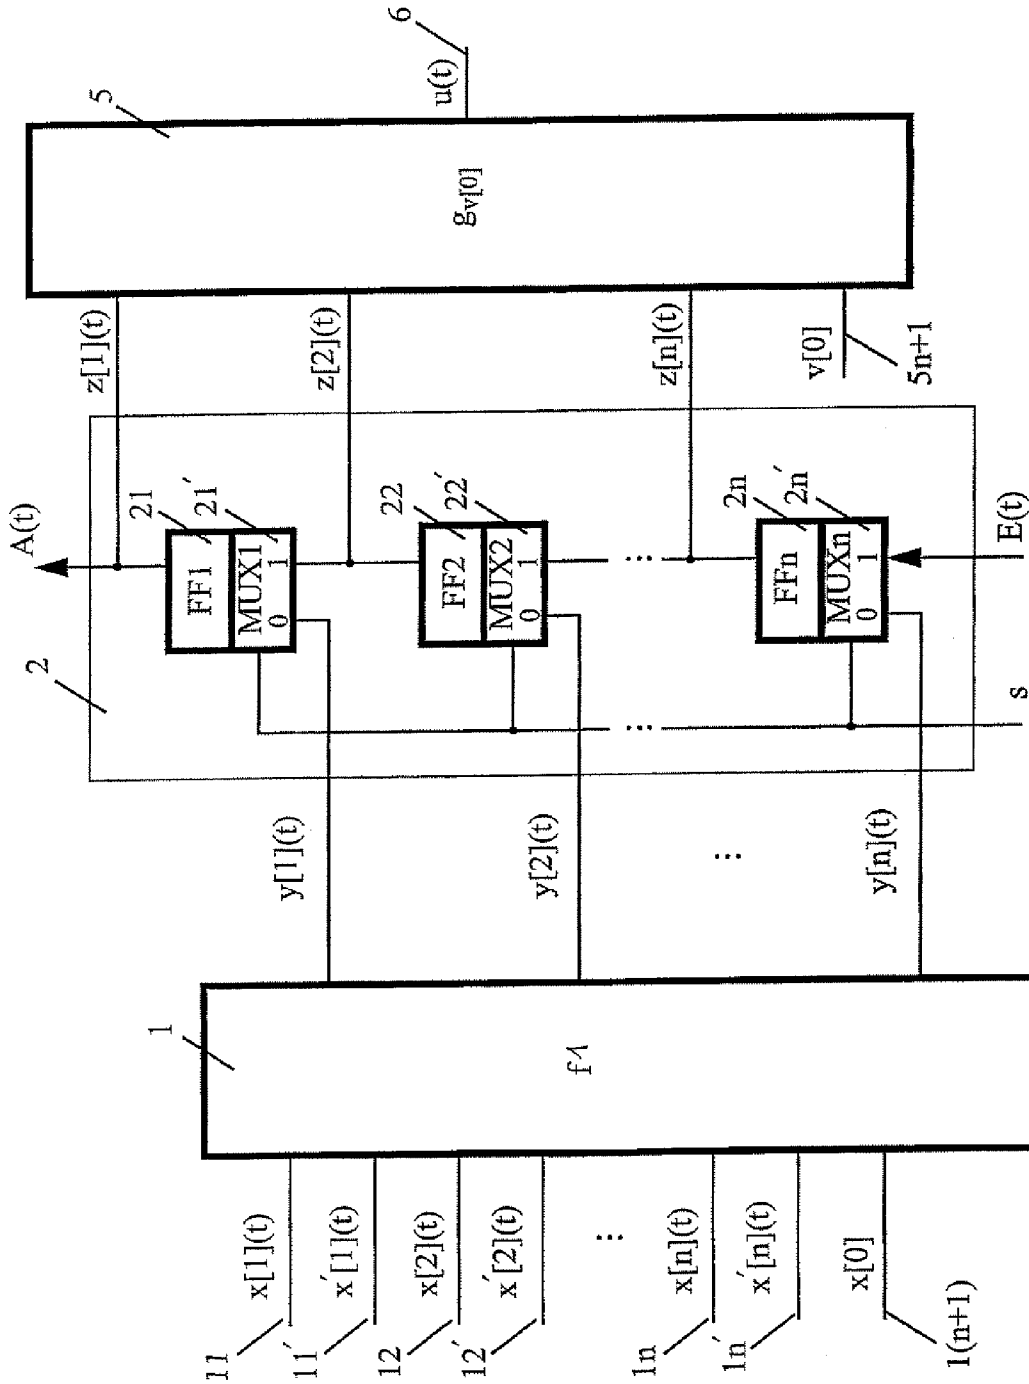 11
11´
12
12´
1n
1n´
1(n+1)
x[1](t)
x´[1](t)
x[2](t)
x´[2](t)
...
x[n](t)
x´[n](t)
x[0]
1
f1
y[1](t)
y[2](t)
...
y[n](t)
2
s
...
A(t)
21
21´
FF1
MUX1
0 1
22
22´
FF2
MUX2
0 1
...
2n
2n´
FFn
MUXn
0 1
E(t)
z[1](t)
z[2](t)
z[n](t)
v[0]
5n+1
5
gv[0]
u(t)
6